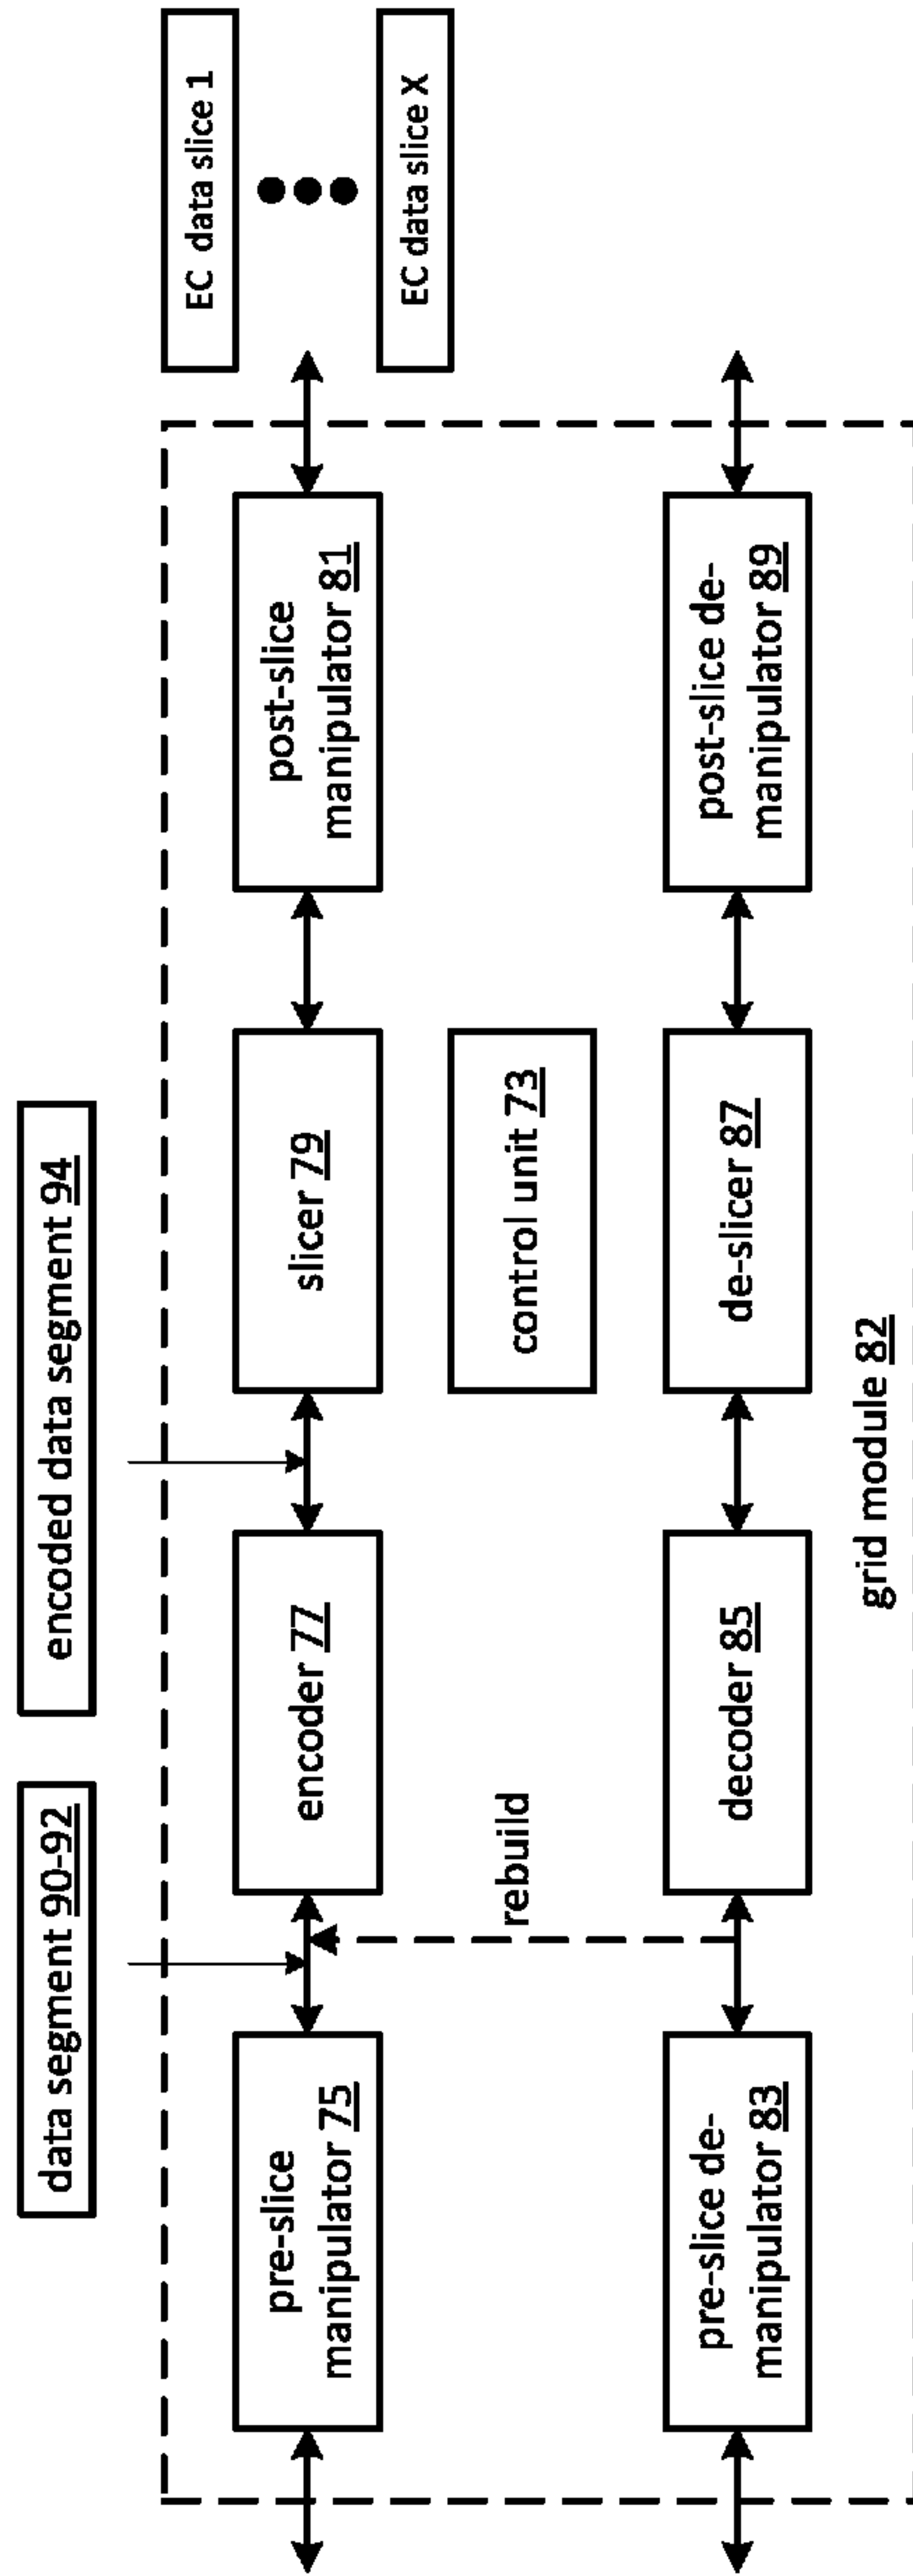 data segment 90-92
encoded data segment 94
EC data slice 1
EC data slice X
pre-slice
manipulator 75
encoder 77
slicer 79
post-slice
manipulator 81
rebuild
control unit 73
pre-slice de-
manipulator 83
decoder 85
de-slicer 87
post-slice de-
manipulator 89
grid module 82